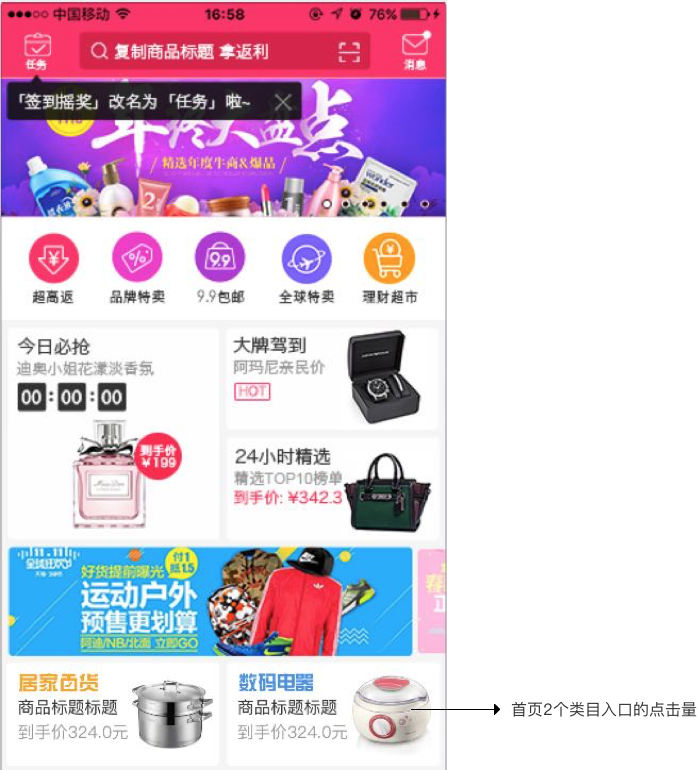 中国移动 16:58 76%
任务
复制商品标题 拿返利
消息
「签到摇奖」改名为「任务」啦~
年终大盘点
精选年度牛商&爆品
超高返 品牌特卖 9.9包邮 全球特卖 理财超市
今日必抢
迪奥小姐花漾淡香氛
00:00:00
到手价
¥199
大牌驾到
阿玛尼亲民价
HOT
24小时精选
精选TOP10榜单
到手价: ¥342.3
全球狂欢节
好货提前曝光
付1
抵15
运动户外
预售更划算
阿迪/NB/北面 立即GO
居家百货
商品标题标题
到手价324.0元
数码电器
商品标题标题
到手价324.0元
首页2个类目入口的点击量